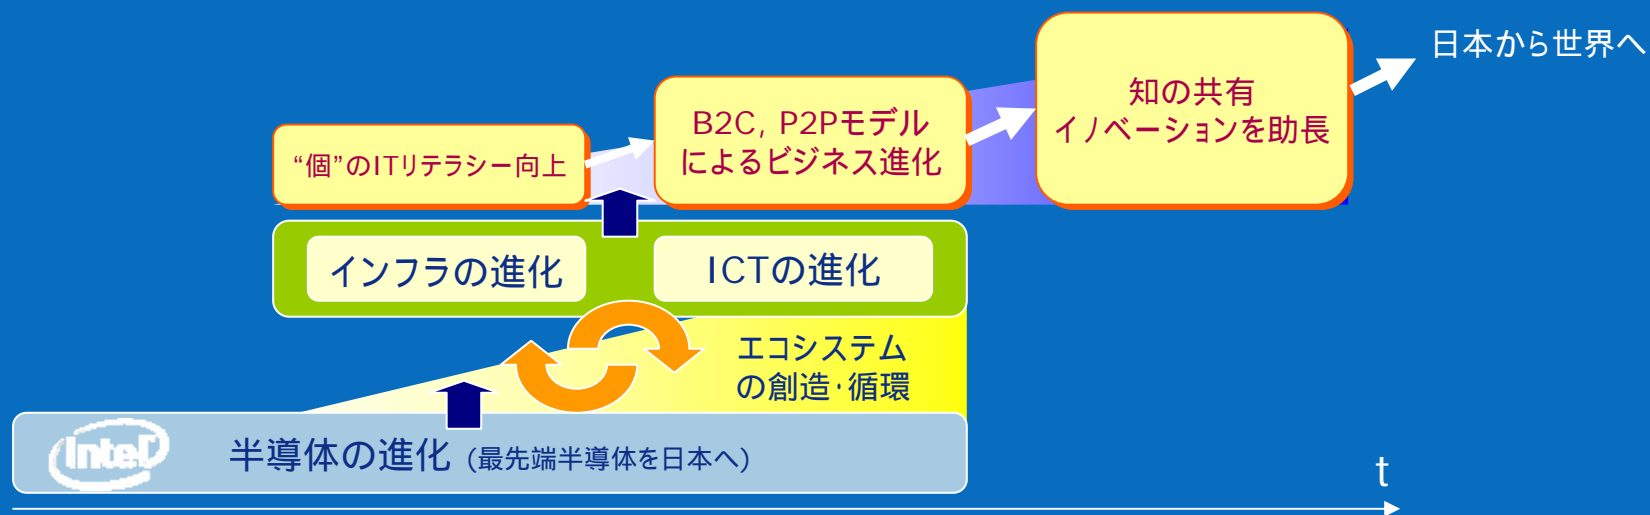 日本から世界へ
知の共有
イノベーションを助長
B2C, P2Pモデル
によるビジネス進化
“個”のITリテラシー向上
インフラの進化
ICTの進化
エコシステム
の創造・循環
intel
半導体の進化 (最先端半導体を日本へ)
t